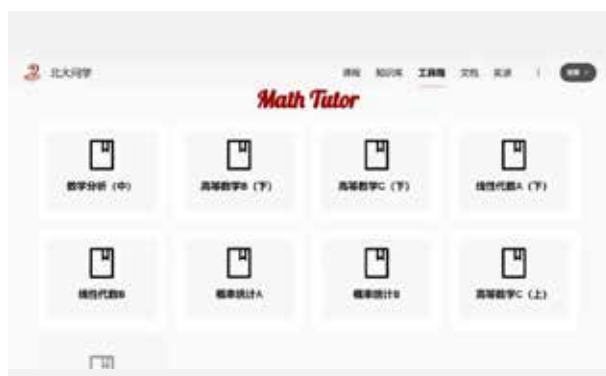 北大问学
课程 知识库 工具箱 文档 资源
Math Tutor
数学分析（中） 高等数学B（下） 高等数学C（下） 线性代数A（下）
线性代数B 概率统计A 概率统计B 高等数学C（上）